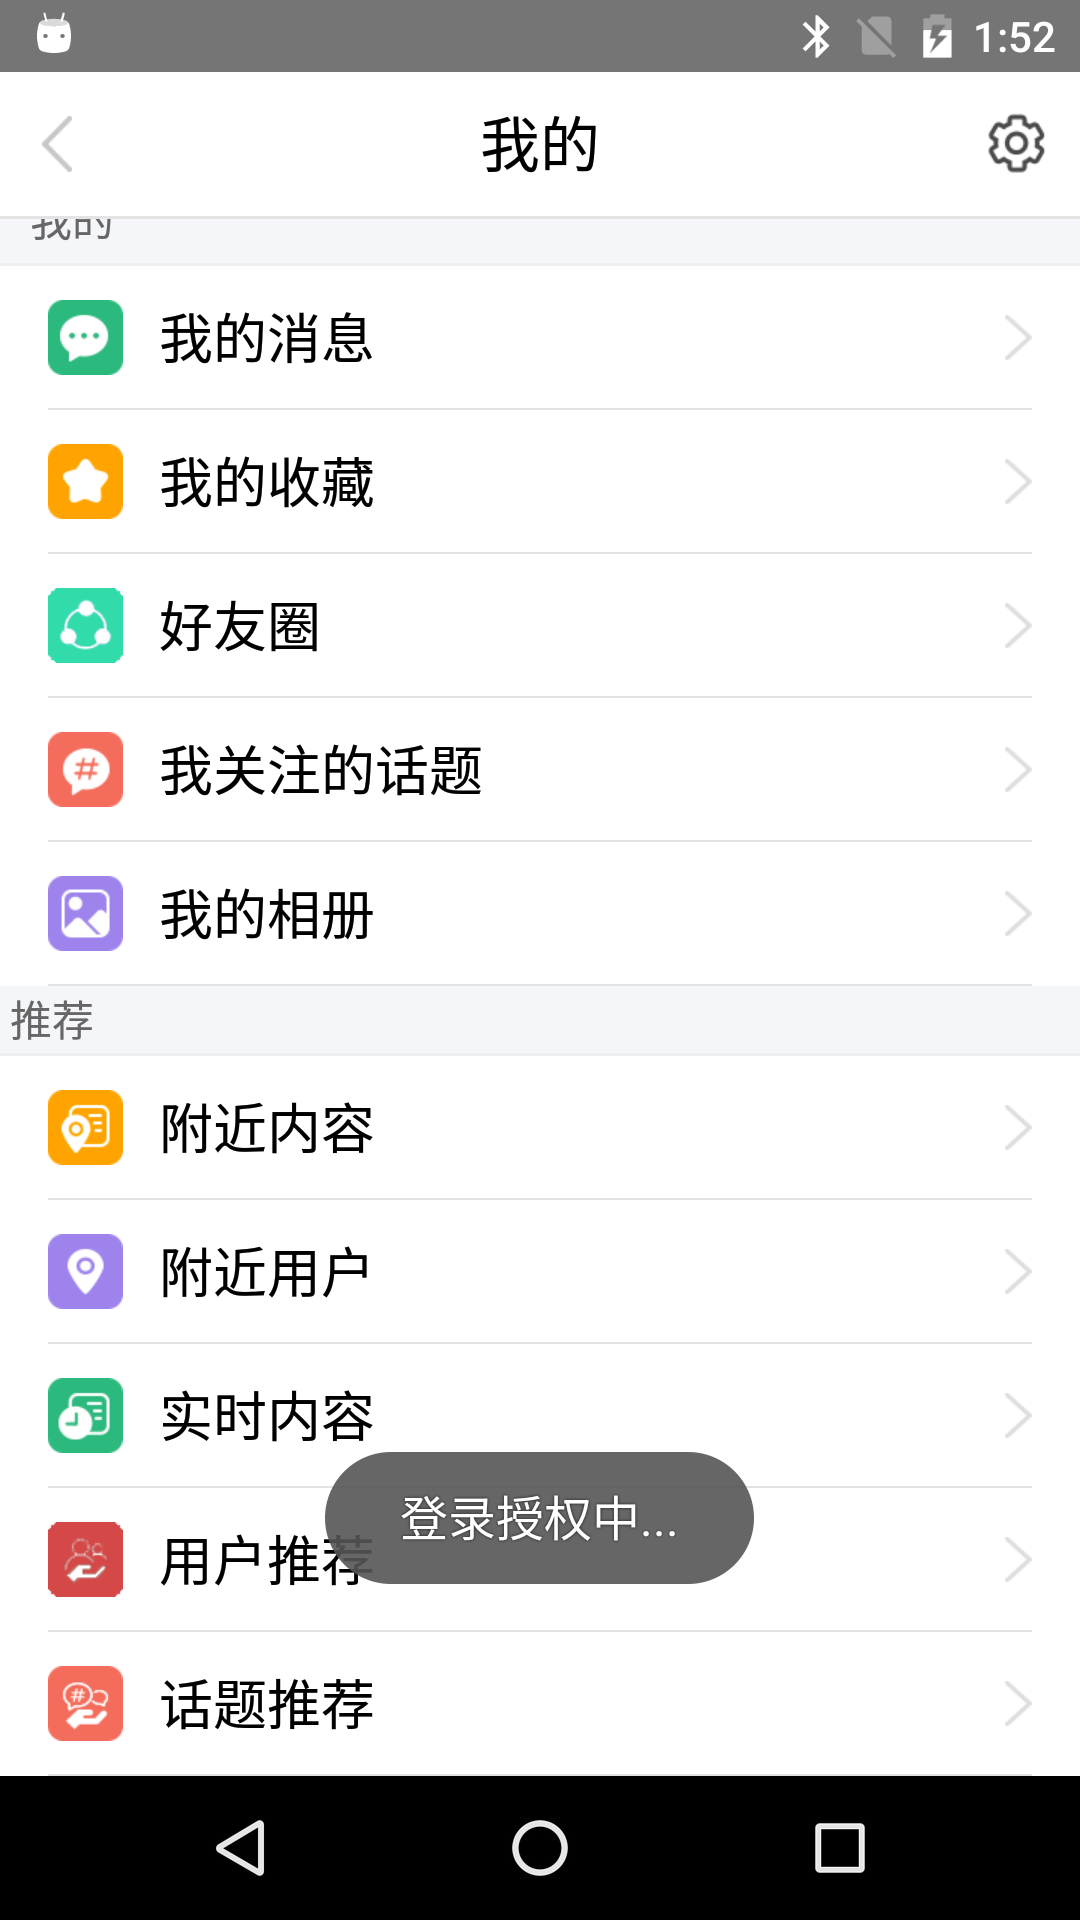 1:52
我的
我的
我的消息
我的收藏
好友圈
我关注的话题
我的相册
推荐
附近内容
附近用户
实时内容
登录授权中...
用户推荐
话题推荐